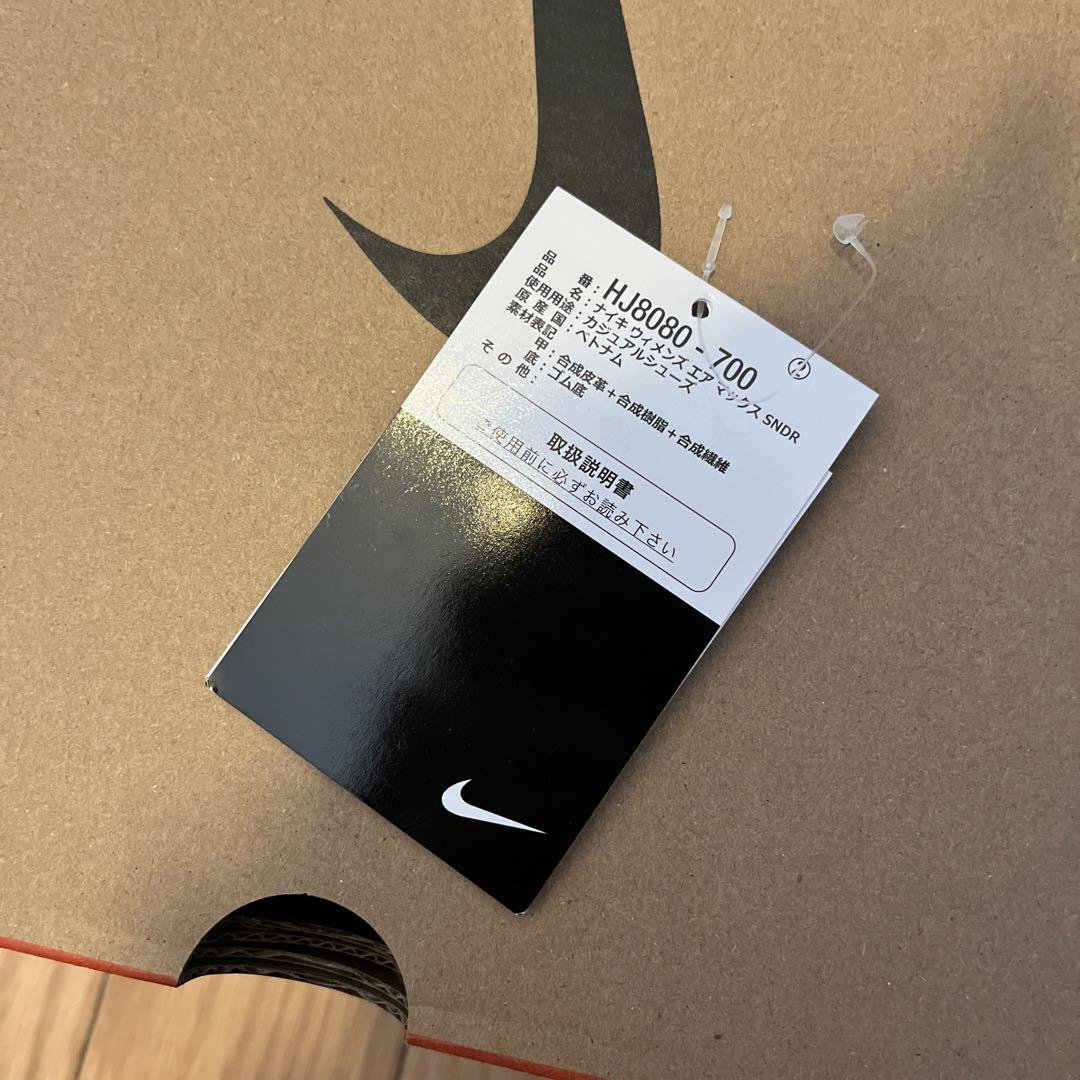 品番：HJ8080 - 700 ②
品名：ナイキ ウィメンズ エア マックス SNDR
使用用途：カジュアルシューズ
原産国：ベトナム
素材表記
甲：合成皮革＋合成樹脂＋合成繊維
底：ゴム底
その他：
取扱説明書
ご使用前に必ずお読み下さい